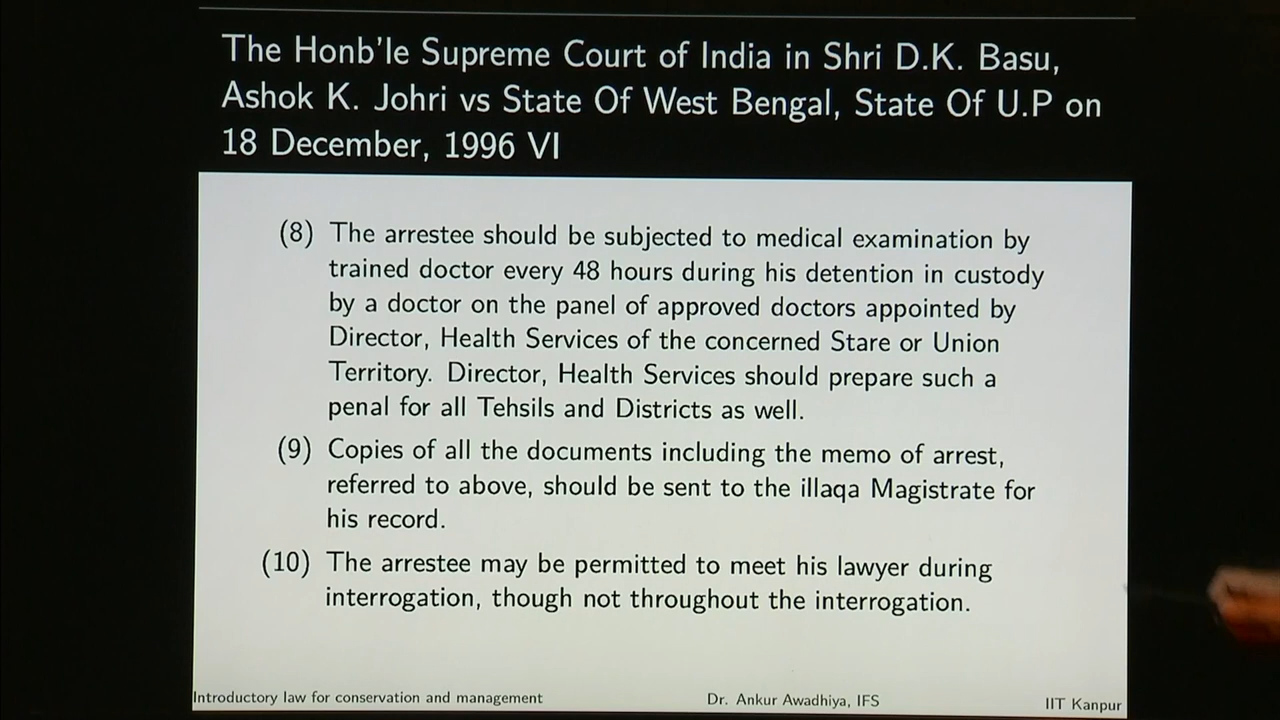 The Honb'le Supreme Court of India in Shri D.K. Basu,
Ashok K. Johri vs State Of West Bengal, State Of U.P on
18 December, 1996 VI
(8) The arrestee should be subjected to medical examination by
trained doctor every 48 hours during his detention in custody
by a doctor on the panel of approved doctors appointed by
Director, Health Services of the concerned Stare or Union
Territory. Director, Health Services should prepare such a
penal for all Tehsils and Districts as well.
(9) Copies of all the documents including the memo of arrest,
referred to above, should be sent to the illaqa Magistrate for
his record.
(10) The arrestee may be permitted to meet his lawyer during
interrogation, though not throughout the interrogation.
Introductory law for conservation and management Dr. Ankur Awadhiya, IFS IIT Kanpur